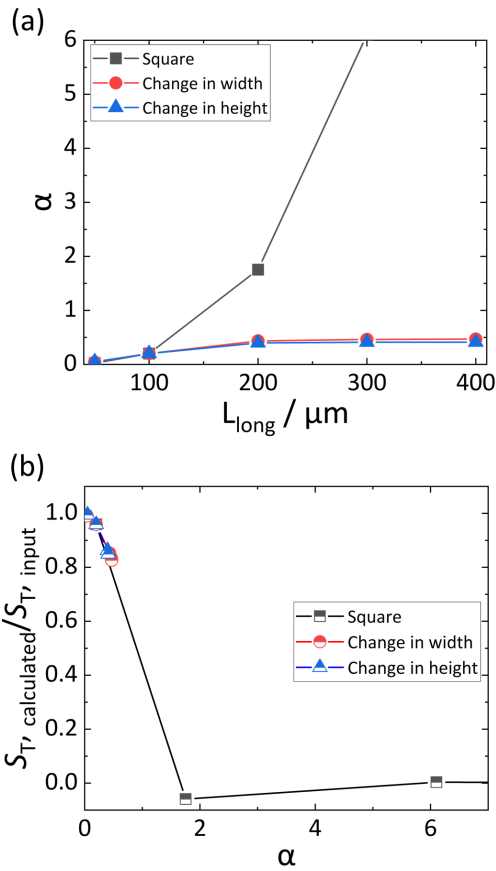 (a)
6
5
4
3
2
1
0
α
Square
Change in width
Change in height
100
200
300
400
L_long / μm
(b)
1.0
0.8
0.6
0.4
0.2
0.0
S_T, calculated/S_T, input
Square
Change in width
Change in height
0
2
4
6
α